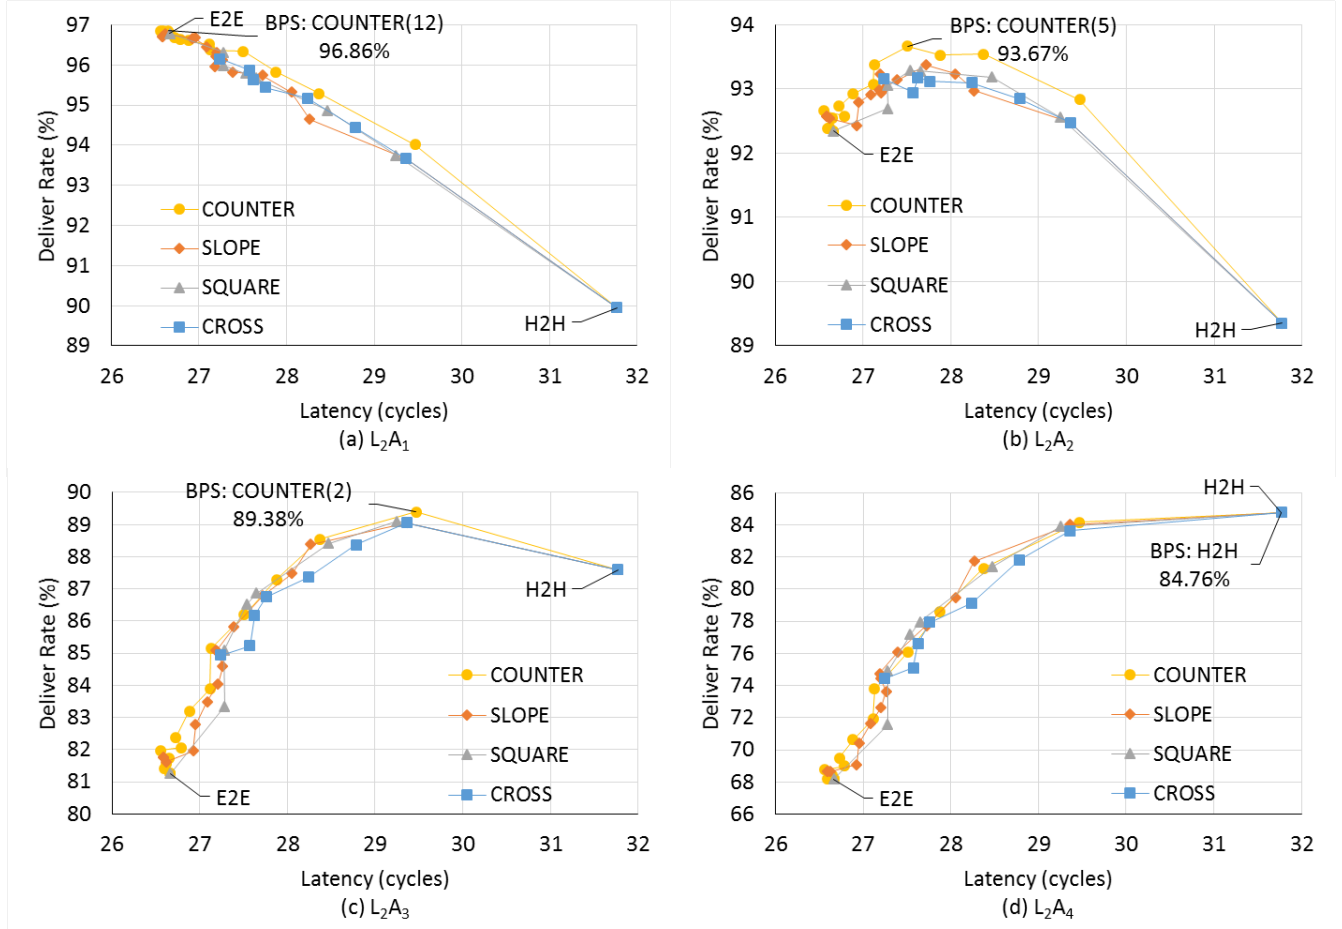 E2E
BPS: COUNTER(12)
96.86%
97
96
95
94
93
92
91
90
89
Deliver Rate (%)
COUNTER
SLOPE
SQUARE
CROSS
H2H
26 27 28 29 30 31 32
Latency (cycles)
(a) L₂A₁
BPS: COUNTER(5)
93.67%
94
93
92
91
90
89
Deliver Rate (%)
E2E
COUNTER
SLOPE
SQUARE
CROSS
H2H
26 27 28 29 30 31 32
Latency (cycles)
(b) L₂A₂
BPS: COUNTER(2)
89.38%
90
89
88
87
86
85
84
83
82
81
80
Deliver Rate (%)
H2H
COUNTER
SLOPE
SQUARE
CROSS
E2E
26 27 28 29 30 31 32
Latency (cycles)
(c) L₂A₃
H2H
BPS: H2H
84.76%
86
84
82
80
78
76
74
72
70
68
66
Deliver Rate (%)
COUNTER
SLOPE
SQUARE
CROSS
E2E
26 27 28 29 30 31 32
Latency (cycles)
(d) L₂A₄